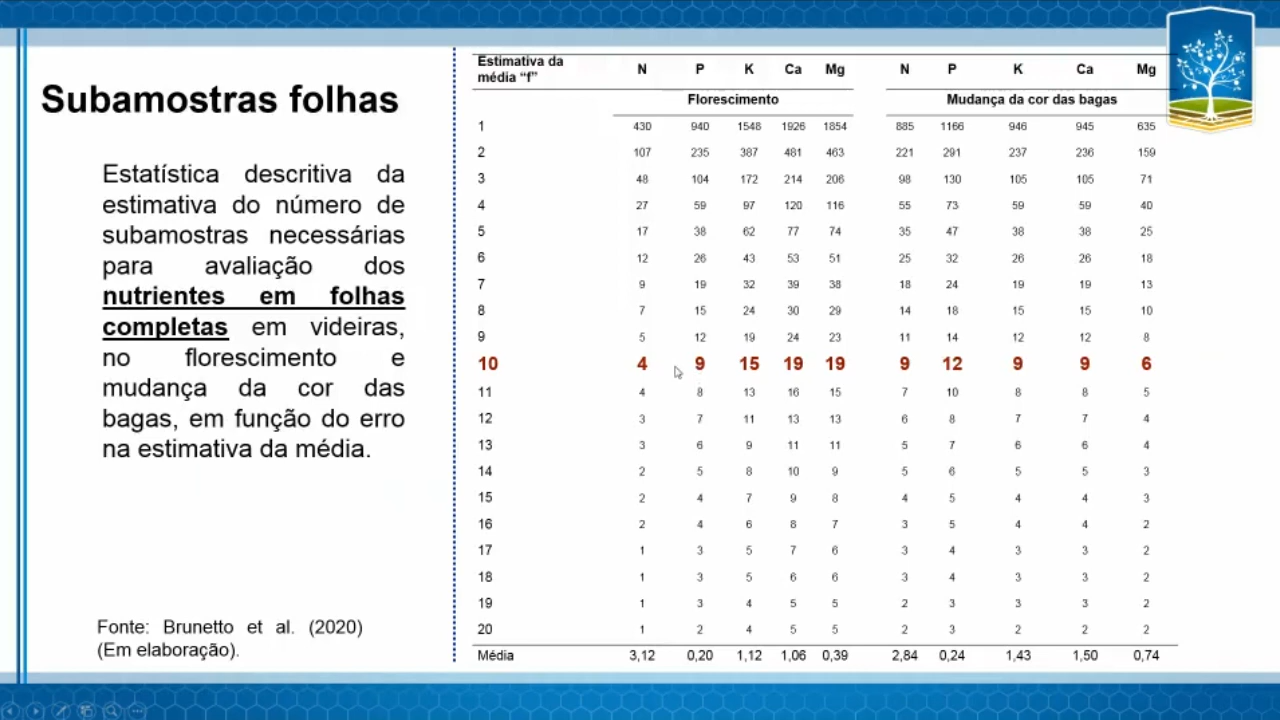 Subamostras folhas
Estatística descritiva da
estimativa do número de
subamostras necessárias
para avaliação dos
nutrientes em folhas
completas em videiras,
no florescimento e
mudança da cor das
bagas, em função do erro
na estimativa da média.
Fonte: Brunetto et al. (2020)
(Em elaboração).
Estimativa da
média “f” N P K Ca Mg N P K Ca Mg
Florescimento Mudança da cor das bagas
1 430 940 1548 1926 1854 885 1166 946 945 635
2 107 235 387 481 463 221 291 237 236 159
3 48 104 172 214 206 98 130 105 105 71
4 27 59 97 120 116 55 73 59 59 40
5 17 38 62 77 74 35 47 38 38 25
6 12 26 43 53 51 25 32 26 26 18
7 9 19 32 39 38 18 24 19 19 13
8 7 15 24 30 29 14 18 15 15 10
9 5 12 19 24 23 11 14 12 12 8
10 4 9 15 19 19 9 12 9 9 6
11 4 8 13 16 15 7 10 8 8 5
12 3 7 11 13 13 6 8 7 7 4
13 3 6 9 11 11 5 7 6 6 4
14 2 5 8 10 9 5 6 5 5 3
15 2 4 7 9 8 4 5 4 4 3
16 2 4 6 8 7 3 5 4 4 2
17 1 3 5 7 6 3 4 3 3 2
18 1 3 5 6 6 3 4 3 3 2
19 1 3 4 5 5 2 3 3 3 2
20 1 2 4 5 5 2 3 2 2 2
Média 3,12 0,20 1,12 1,06 0,39 2,84 0,24 1,43 1,50 0,74